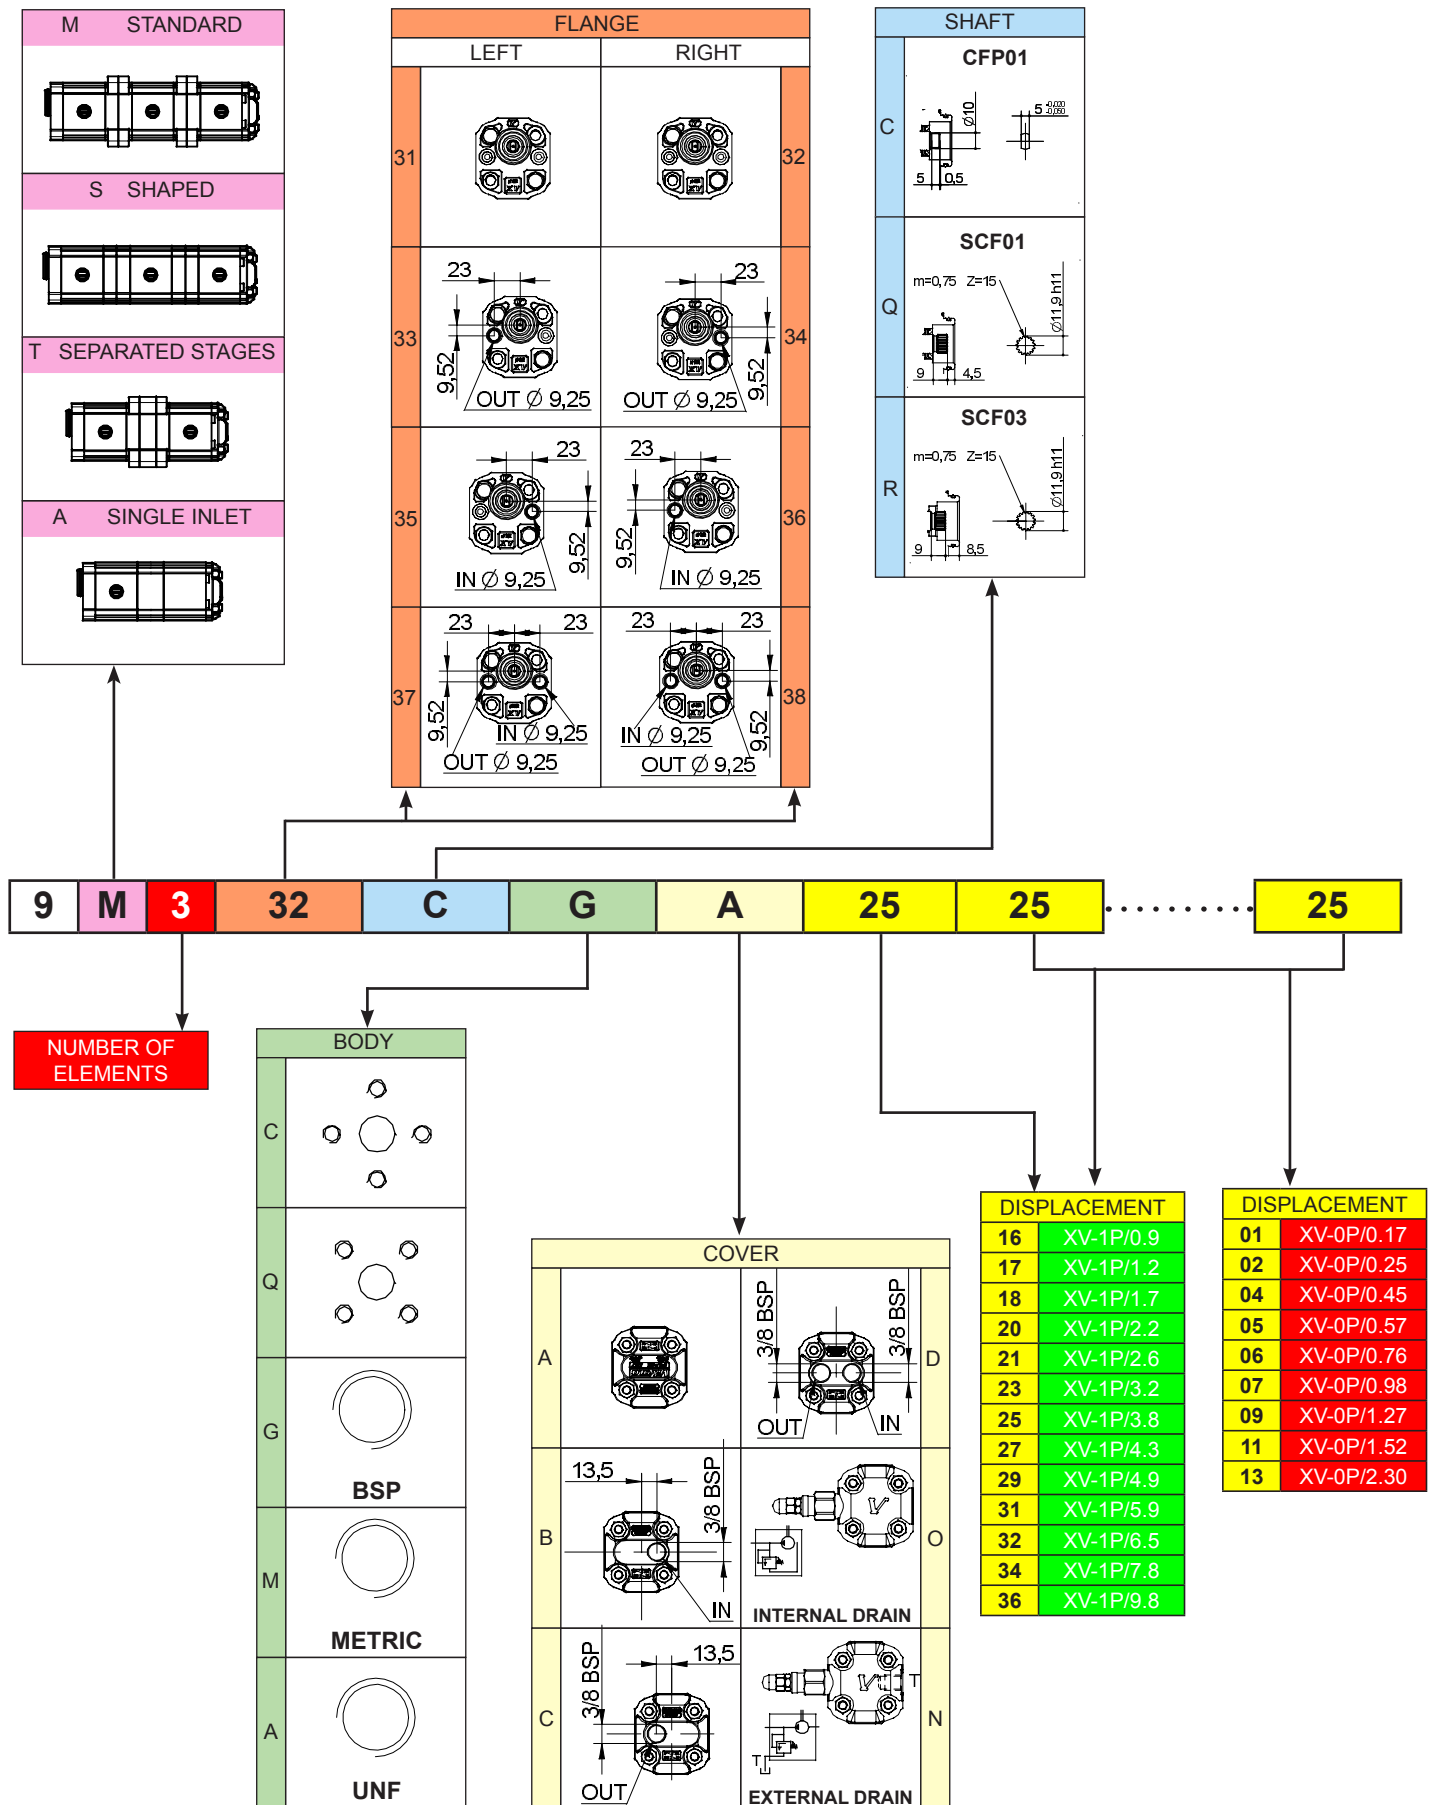 M STANDARD
S SHAPED
T SEPARATED STAGES
A SINGLE INLET
FLANGE
LEFT RIGHT
31 32
33 34
23 23
9,52 9,52
OUT Ø 9,25 OUT Ø 9,25
35 36
23 23
9,52 9,52
IN Ø 9,25 IN Ø 9,25
37 38
23 23 23 23
9,52 9,52
IN Ø 9,25 IN Ø 9,25
OUT Ø 9,25 OUT Ø 9,25
SHAFT
C
CFP01
Ø10
5 -0,020 -0,050
5 0,5
Q
SCF01
m=0,75 Z=15
Ø11,9 h11
9 4,5
R
SCF03
m=0,75 Z=15
Ø11,9 h11
9 8,5
9 M 3 32 C G A 25 25 .......... 25
NUMBER OF
ELEMENTS
BODY
C
Q
G
BSP
M
METRIC
A
UNF
COVER
A D
3/8 BSP 3/8 BSP
OUT IN
B O
13,5
3/8 BSP
IN
INTERNAL DRAIN
C N
3/8 BSP
13,5
OUT
T
T
EXTERNAL DRAIN
DISPLACEMENT
16 XV-1P/0.9
17 XV-1P/1.2
18 XV-1P/1.7
20 XV-1P/2.2
21 XV-1P/2.6
23 XV-1P/3.2
25 XV-1P/3.8
27 XV-1P/4.3
29 XV-1P/4.9
31 XV-1P/5.9
32 XV-1P/6.5
34 XV-1P/7.8
36 XV-1P/9.8
DISPLACEMENT
01 XV-0P/0.17
02 XV-0P/0.25
04 XV-0P/0.45
05 XV-0P/0.57
06 XV-0P/0.76
07 XV-0P/0.98
09 XV-0P/1.27
11 XV-0P/1.52
13 XV-0P/2.30